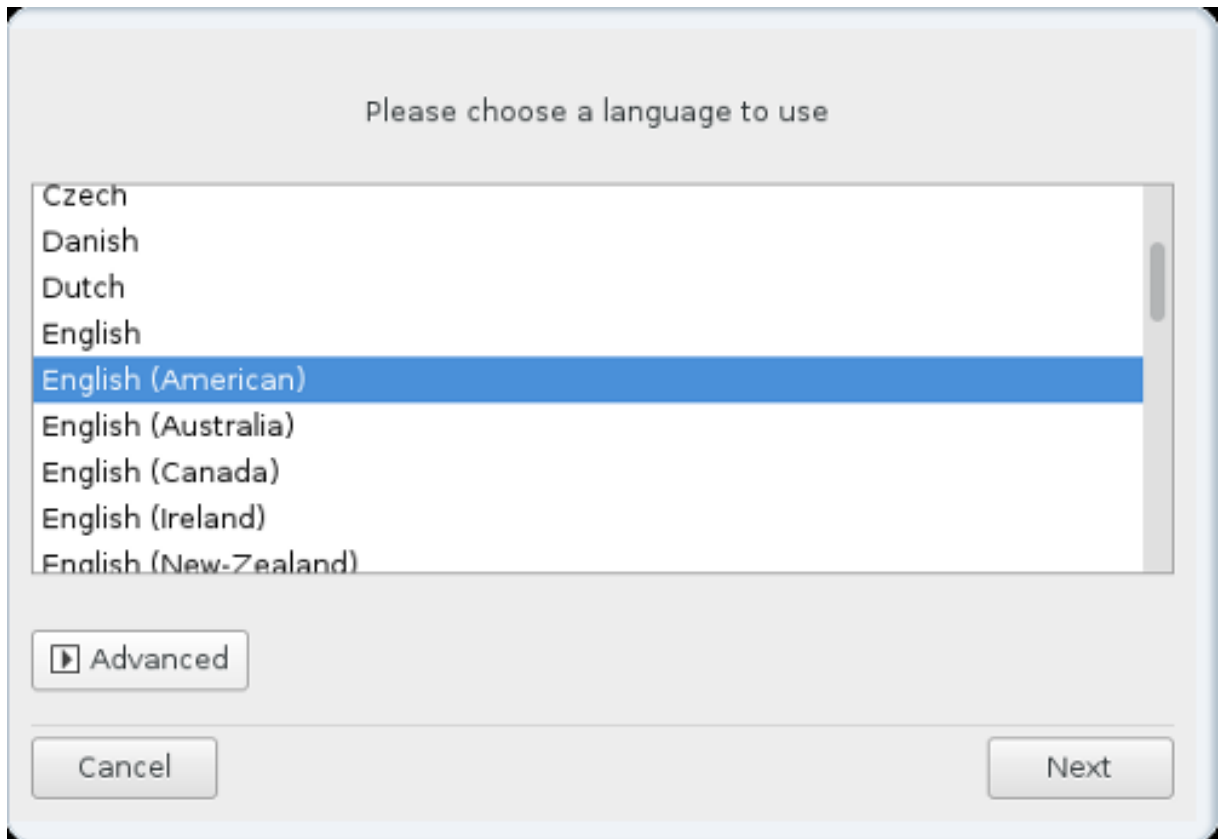 Please choose a language to use
Czech
Danish
Dutch
English
English (American)
English (Australia)
English (Canada)
English (Ireland)
English (New-Zealand)
Advanced
Cancel
Next